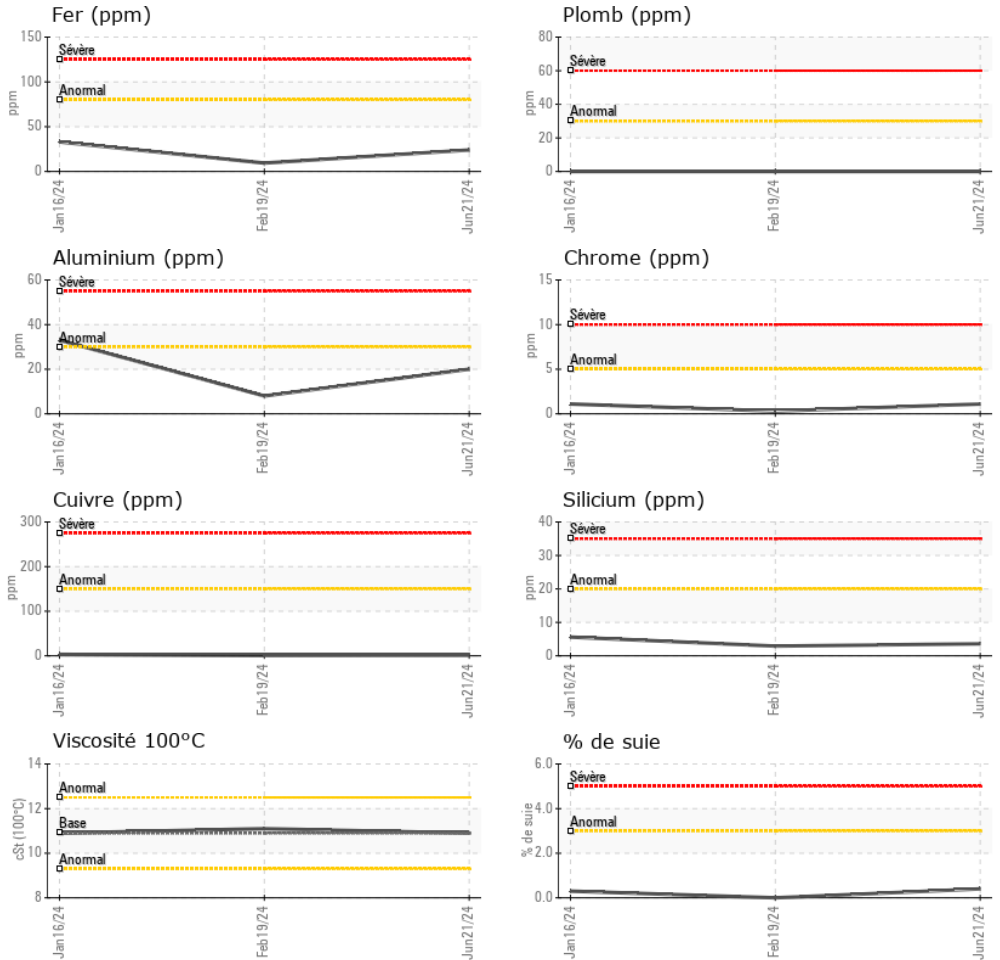 Fer (ppm)
150
100
50
0
ppm
Sévère
Anormal
Jan16/24
Feb19/24
Jun21/24
Plomb (ppm)
80
60
40
20
0
ppm
Sévère
Anormal
Jan16/24
Feb19/24
Jun21/24
Aluminium (ppm)
60
40
20
0
ppm
Sévère
Anormal
Jan16/24
Feb19/24
Jun21/24
Chrome (ppm)
15
10
5
0
ppm
Sévère
Anormal
Jan16/24
Feb19/24
Jun21/24
Cuivre (ppm)
300
200
100
0
ppm
Sévère
Anormal
Jan16/24
Feb19/24
Jun21/24
Silicium (ppm)
40
30
20
10
0
ppm
Sévère
Anormal
Jan16/24
Feb19/24
Jun21/24
Viscosité 100°C
14
12
10
8
cSt (100°C)
Anormal
Base
Anormal
Jan16/24
Feb19/24
Jun21/24
% de suie
6.0
4.0
2.0
0.0
% de suie
Sévère
Anormal
Jan16/24
Feb19/24
Jun21/24